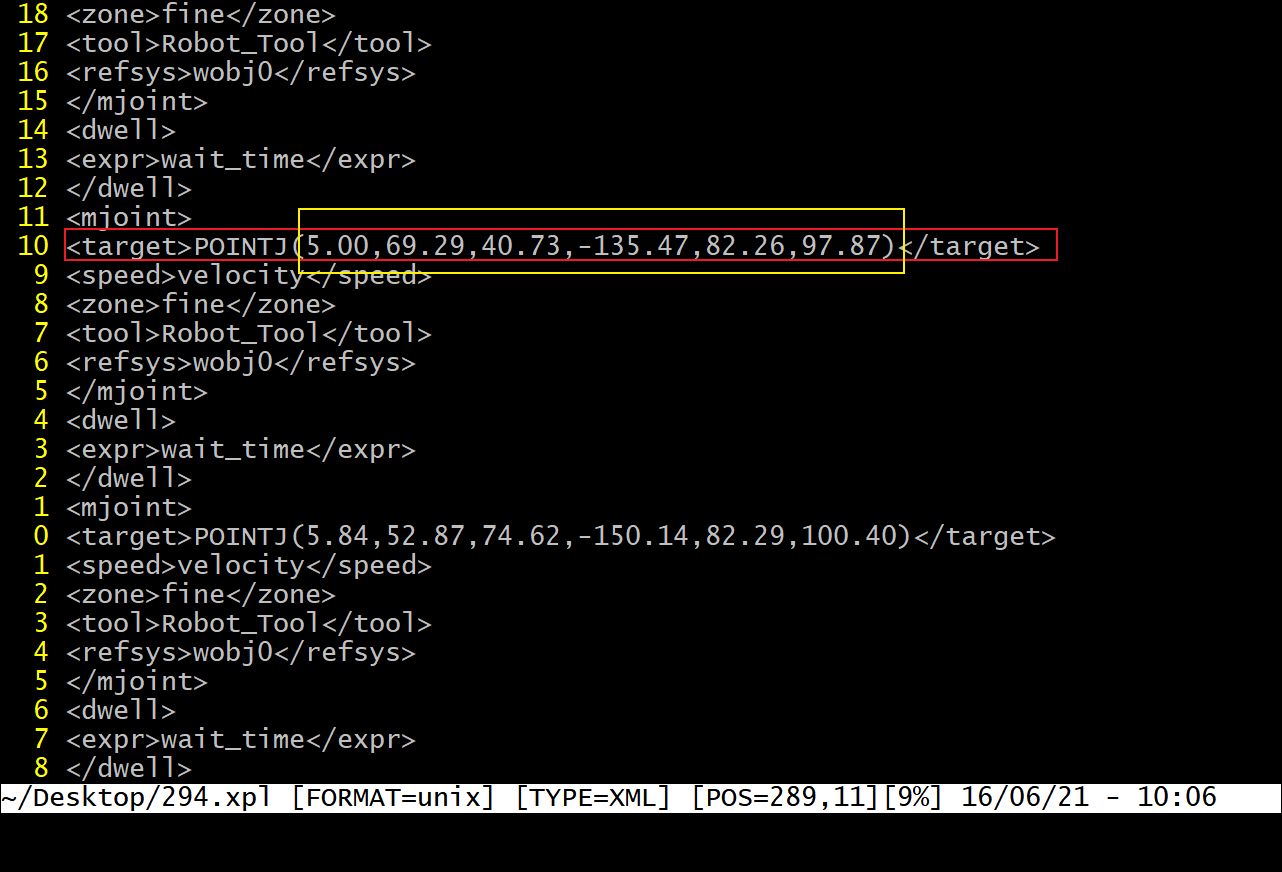 18 <zone>fine</zone>
17 <tool>Robot_Tool</tool>
16 <refsys>wobj0</refsys>
15 </mjoint>
14 <dwell>
13 <expr>wait_time</expr>
12 </dwell>
11 <mjoint>
10 <target>POINTJ(5.00,69.29,40.73,-135.47,82.26,97.87)</target>
9 <speed>velocity</speed>
8 <zone>fine</zone>
7 <tool>Robot_Tool</tool>
6 <refsys>wobj0</refsys>
5 </mjoint>
4 <dwell>
3 <expr>wait_time</expr>
2 </dwell>
1 <mjoint>
0 <target>POINTJ(5.84,52.87,74.62,-150.14,82.29,100.40)</target>
1 <speed>velocity</speed>
2 <zone>fine</zone>
3 <tool>Robot_Tool</tool>
4 <refsys>wobj0</refsys>
5 </mjoint>
6 <dwell>
7 <expr>wait_time</expr>
8 </dwell>
~/Desktop/294.xpl [FORMAT=unix] [TYPE=XML] [POS=289,11][9%] 16/06/21 - 10:06